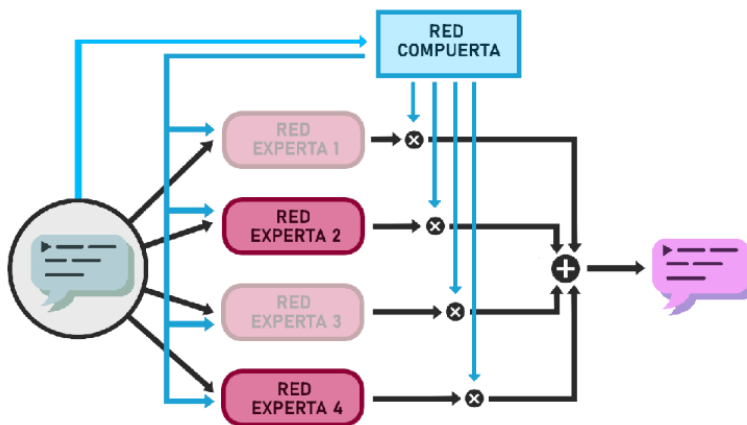 RED
COMPUERTA
RED
EXPERTA 1
RED
EXPERTA 2
RED
EXPERTA 3
RED
EXPERTA 4